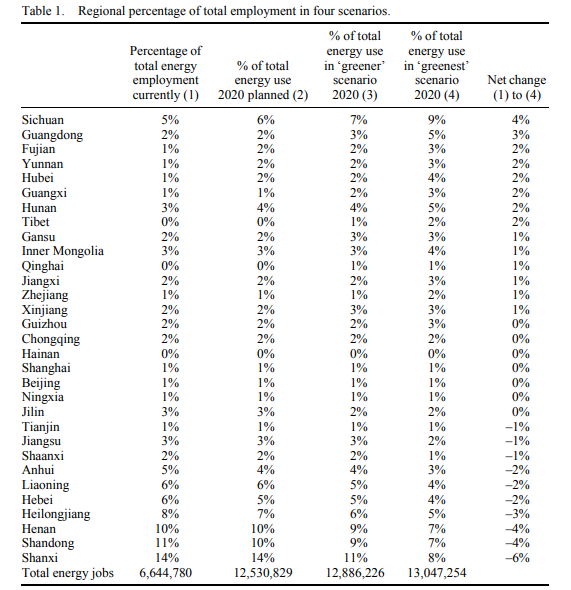 Table 1. Regional percentage of total employment in four scenarios.
Percentage of total energy employment currently (1) % of total energy use 2020 planned (2) % of total energy use in ‘greener’ scenario 2020 (3) % of total energy use in ‘greenest’ scenario 2020 (4) Net change (1) to (4)
Sichuan 5% 6% 7% 9% 4%
Guangdong 2% 2% 3% 5% 3%
Fujian 1% 2% 2% 3% 2%
Yunnan 1% 2% 2% 3% 2%
Hubei 1% 2% 2% 4% 2%
Guangxi 1% 1% 2% 3% 2%
Hunan 3% 4% 4% 5% 2%
Tibet 0% 0% 1% 2% 2%
Gansu 2% 2% 3% 3% 1%
Inner Mongolia 3% 3% 3% 4% 1%
Qinghai 0% 0% 1% 1% 1%
Jiangxi 2% 2% 2% 3% 1%
Zhejiang 1% 1% 1% 2% 1%
Xinjiang 2% 2% 3% 3% 1%
Guizhou 2% 2% 2% 3% 0%
Chongqing 2% 2% 2% 2% 0%
Hainan 0% 0% 0% 0% 0%
Shanghai 1% 1% 1% 1% 0%
Beijing 1% 1% 1% 1% 0%
Ningxia 1% 1% 1% 1% 0%
Jilin 3% 3% 2% 2% 0%
Tianjin 1% 1% 1% 1% –1%
Jiangsu 3% 3% 3% 2% –1%
Shaanxi 2% 2% 2% 1% –1%
Anhui 5% 4% 4% 3% –2%
Liaoning 6% 6% 5% 4% –2%
Hebei 6% 5% 5% 4% –2%
Heilongjiang 8% 7% 6% 5% –3%
Henan 10% 10% 9% 7% –4%
Shandong 11% 10% 9% 7% –4%
Shanxi 14% 14% 11% 8% –6%
Total energy jobs 6,644,780 12,530,829 12,886,226 13,047,254